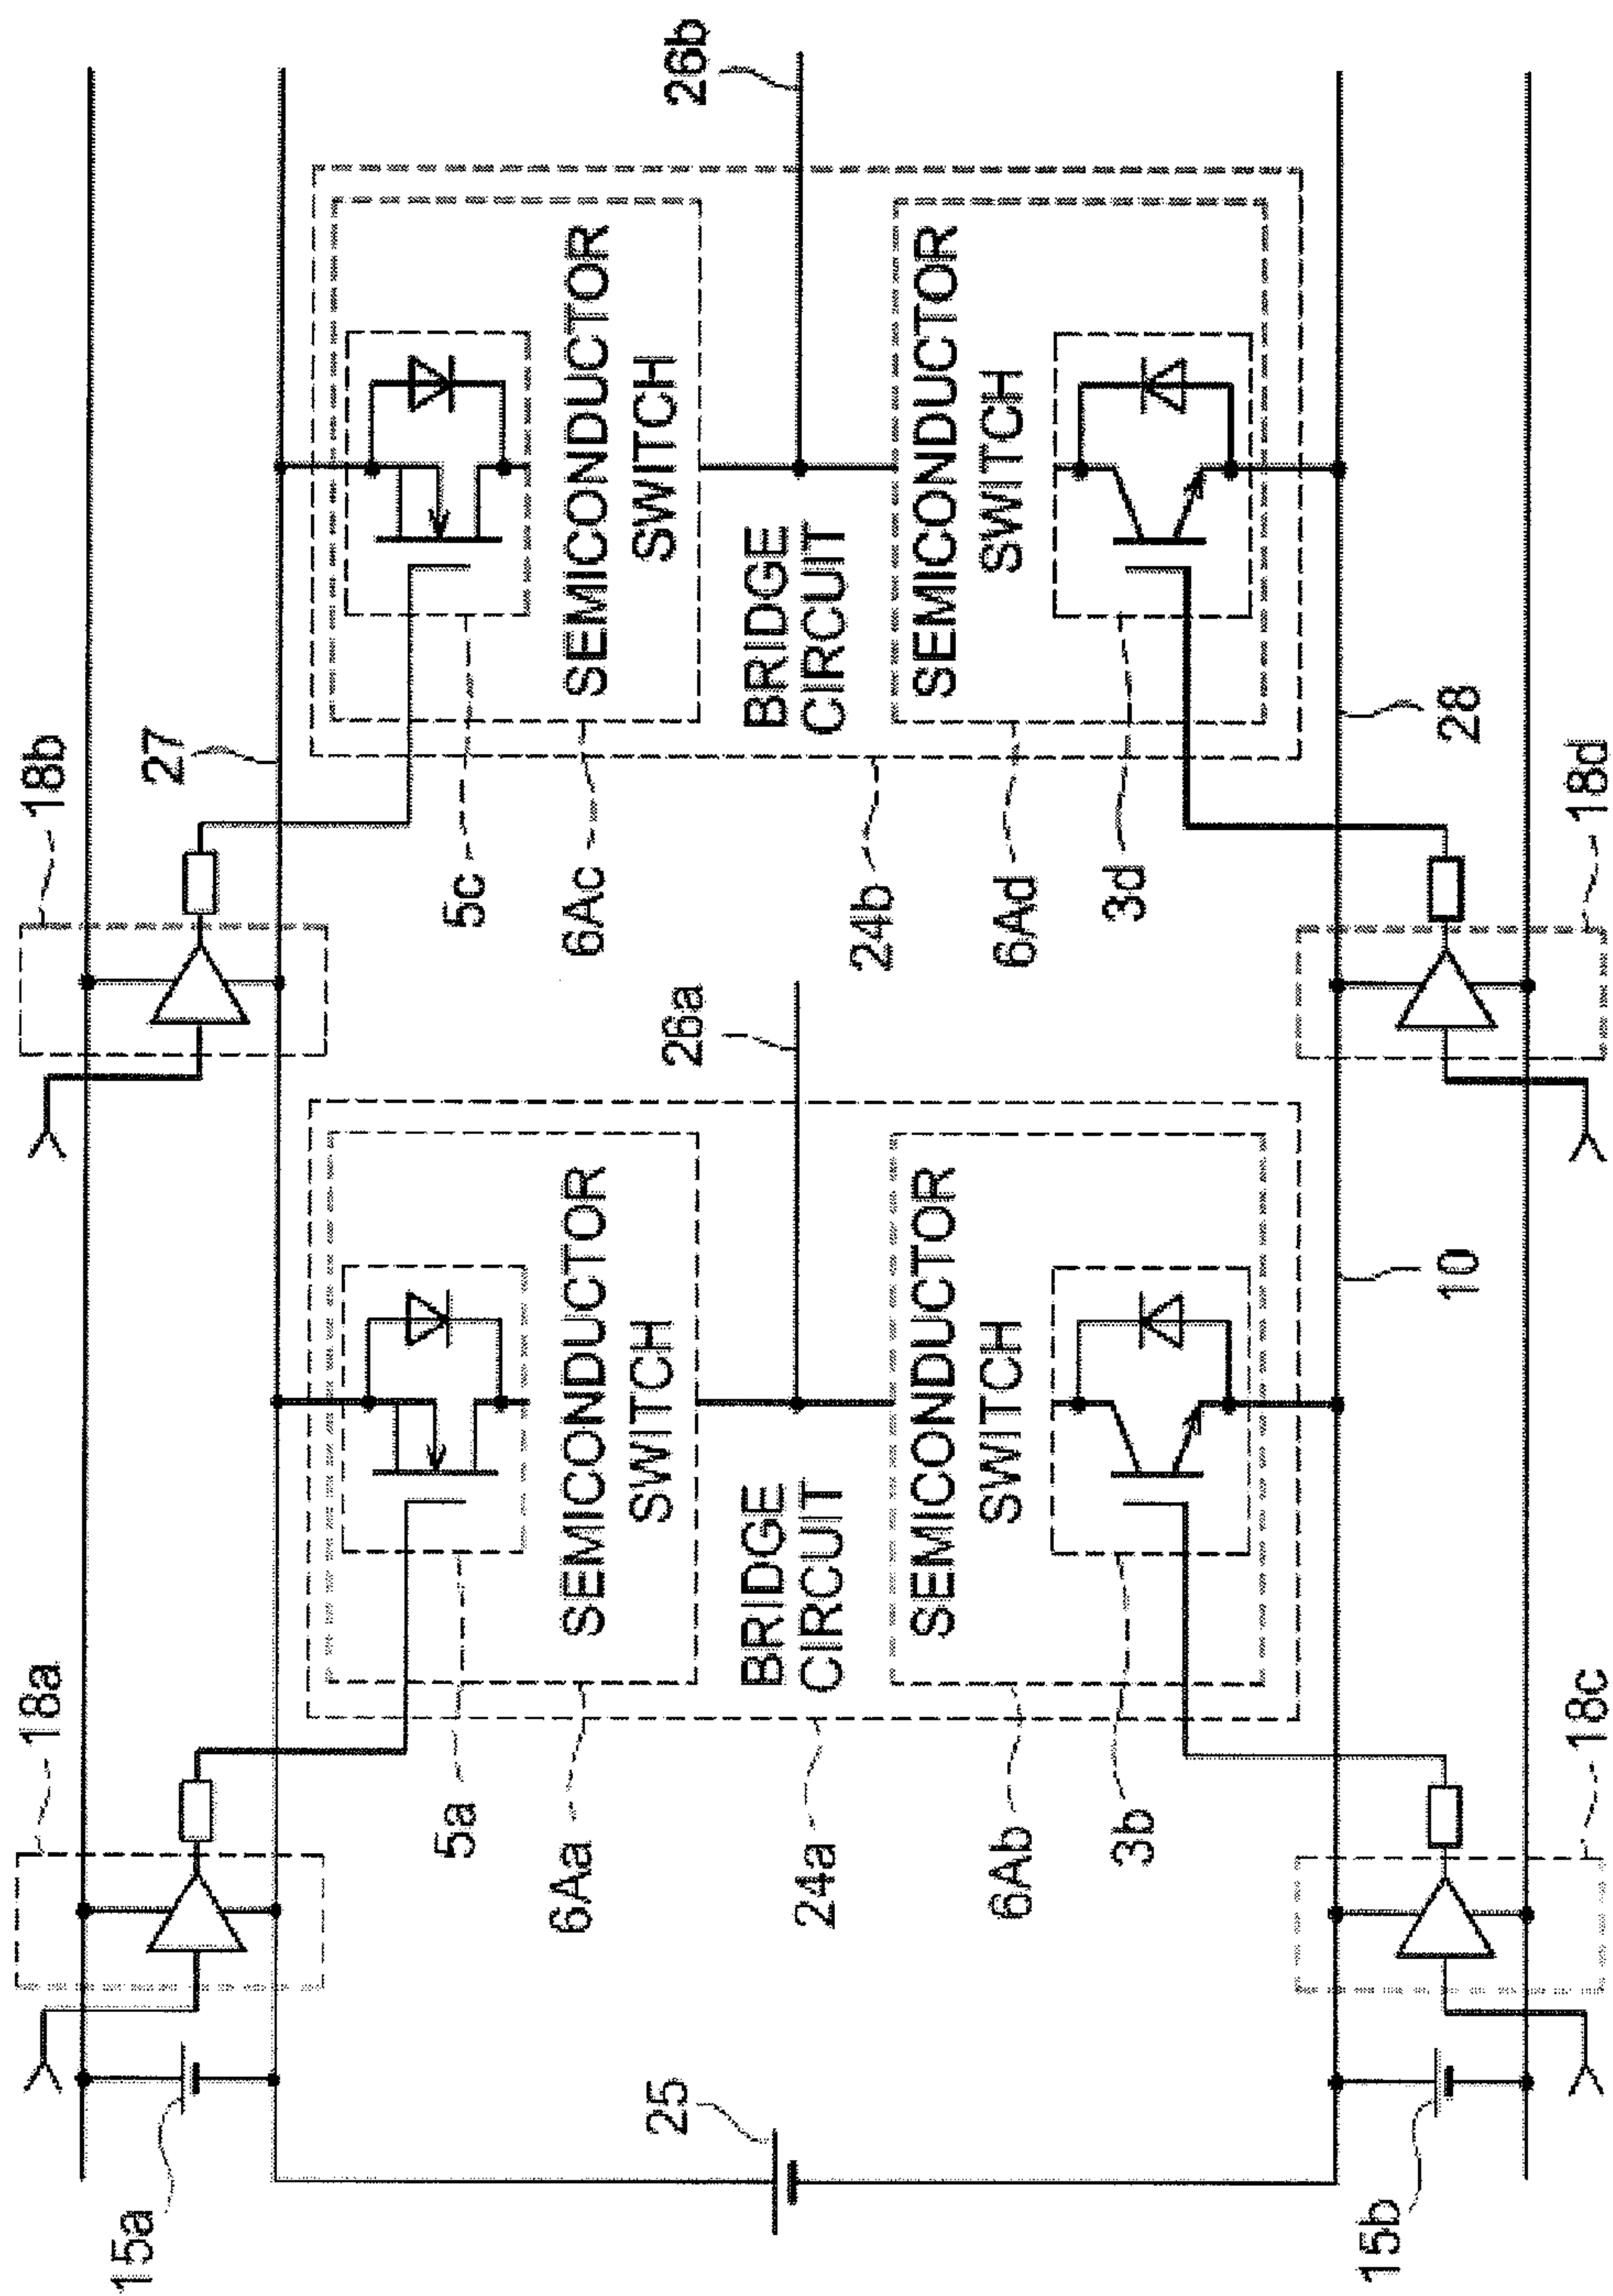 18a
18b
15a
27
5a
5c
6Aa
SEMICONDUCTOR
SWITCH
6Ac
SEMICONDUCTOR
SWITCH
25
26a
26b
BRIDGE
CIRCUIT
BRIDGE
CIRCUIT
24a
24b
SEMICONDUCTOR
SWITCH
SEMICONDUCTOR
SWITCH
6Ab
6Ad
3b
3d
15b
10
28
18c
18d